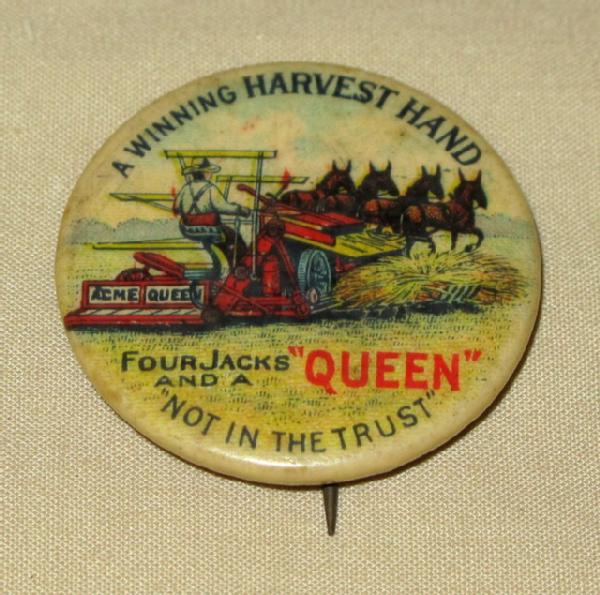 A WINNING HARVEST HAND
ACME QUEEN
FOUR JACKS "QUEEN"
AND A
"NOT IN THE TRUST"